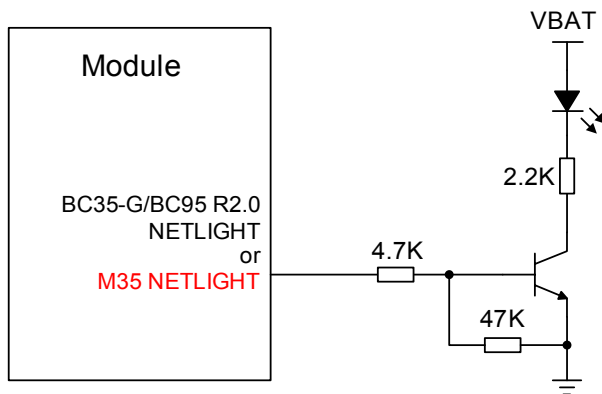 VBAT
Module
2.2K
BC35-G/BC95 R2.0
NETLIGHT
or
M35 NETLIGHT
4.7K
47K